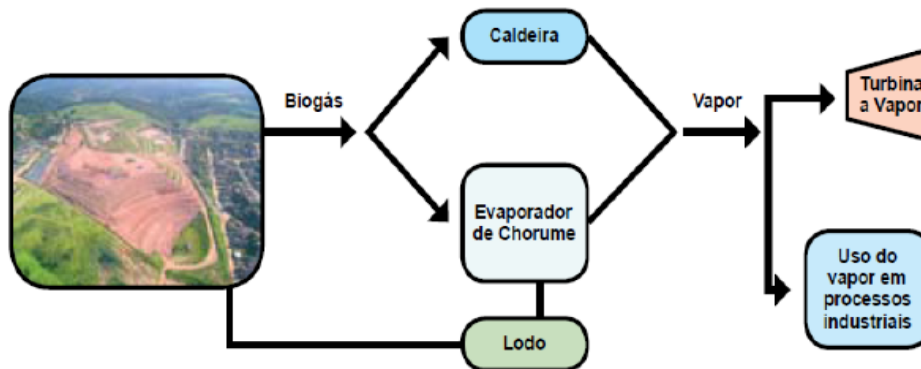 Caldeira
Biogás
Vapor
Turbina
a Vapor
Evaporador
de Chorume
Uso do
vapor em
processos
industriais
Lodo